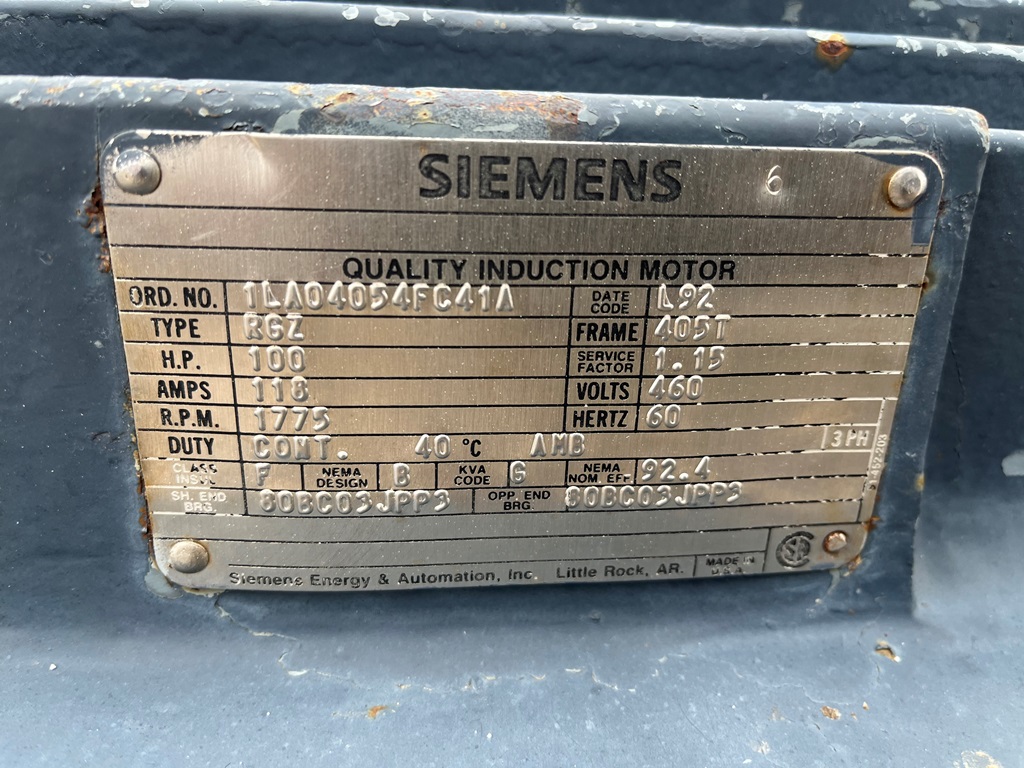 SIEMENS 6
QUALITY INDUCTION MOTOR
ORD. NO. 1LA04054FC41A DATE CODE L92
TYPE RGZ FRAME 405T
H.P. 100 SERVICE FACTOR 1.15
AMPS 118 VOLTS 460
R.P.M. 1775 HERTZ 60
DUTY CONT. 40 °C AMB 3 PH
CLASS INSUL F NEMA DESIGN B KVA CODE G NEMA NOM EFF 92.4
SH. END BRG. 80BC03JPP3 OPP. END BRG. 80BC03JPP3
Siemens Energy & Automation, Inc. Little Rock, AR. MADE IN U.S.A.